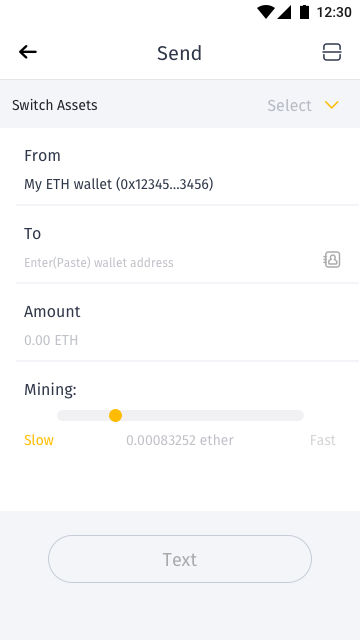 12:30
Send
Switch Assets Select
From
My ETH wallet (0x12345...3456)
To
Enter(Paste) wallet address
Amount
0.00 ETH
Mining:
Slow 0.00083252 ether Fast
Text